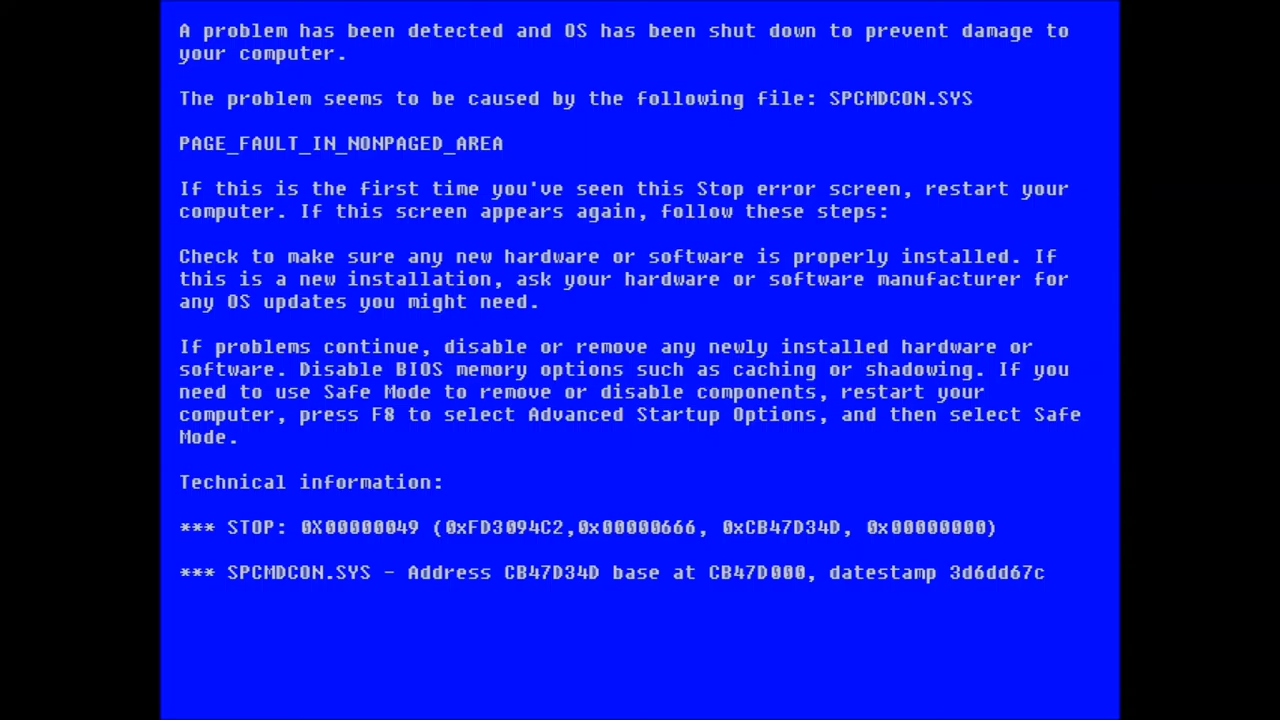 A problem has been detected and OS has been shut down to prevent damage to
your computer.
The problem seems to be caused by the following file: SPCMDCON.SYS
PAGE_FAULT_IN_NONPAGED_AREA
If this is the first time you've seen this Stop error screen, restart your
computer. If this screen appears again, follow these steps:
Check to make sure any new hardware or software is properly installed. If
this is a new installation, ask your hardware or software manufacturer for
any OS updates you might need.
If problems continue, disable or remove any newly installed hardware or
software. Disable BIOS memory options such as caching or shadowing. If you
need to use Safe Mode to remove or disable components, restart your
computer, press F8 to select Advanced Startup Options, and then select Safe
Mode.
Technical information:
*** STOP: 0X00000049 (0xFD3094C2,0x00000666, 0xCB47D34D, 0x00000000)
*** SPCMDCON.SYS - Address CB47D34D base at CB47D000, datestamp 3d6dd67c